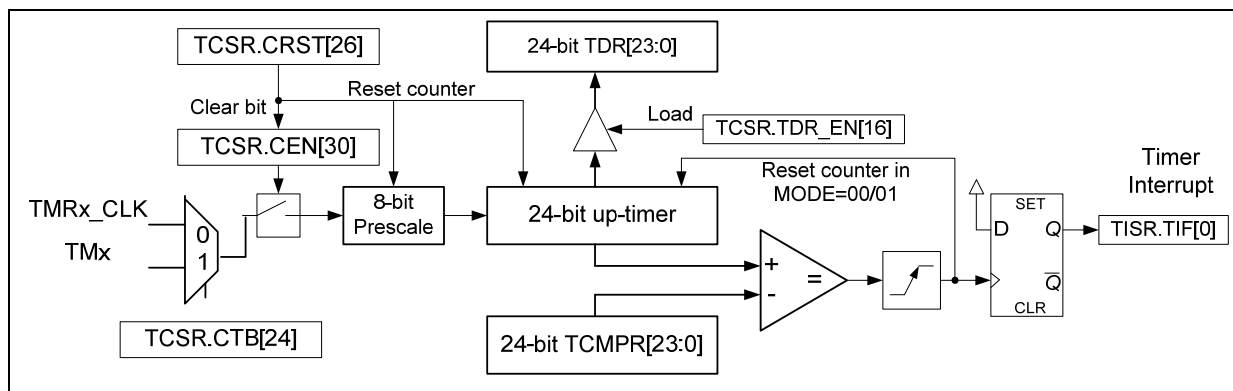 TCSR.CRST[26]
24-bit TDR[23:0]
Reset counter
Clear bit
Load
TCSR.CEN[30]
TCSR.TDR_EN[16]
Reset counter in
MODE=00/01
Timer
Interrupt
TMRx_CLK
TMx
0
1
8-bit
Prescale
24-bit up-timer
+
-
=
SET
D
Q
Q
CLR
TISR.TIF[0]
TCSR.CTB[24]
24-bit TCMPR[23:0]